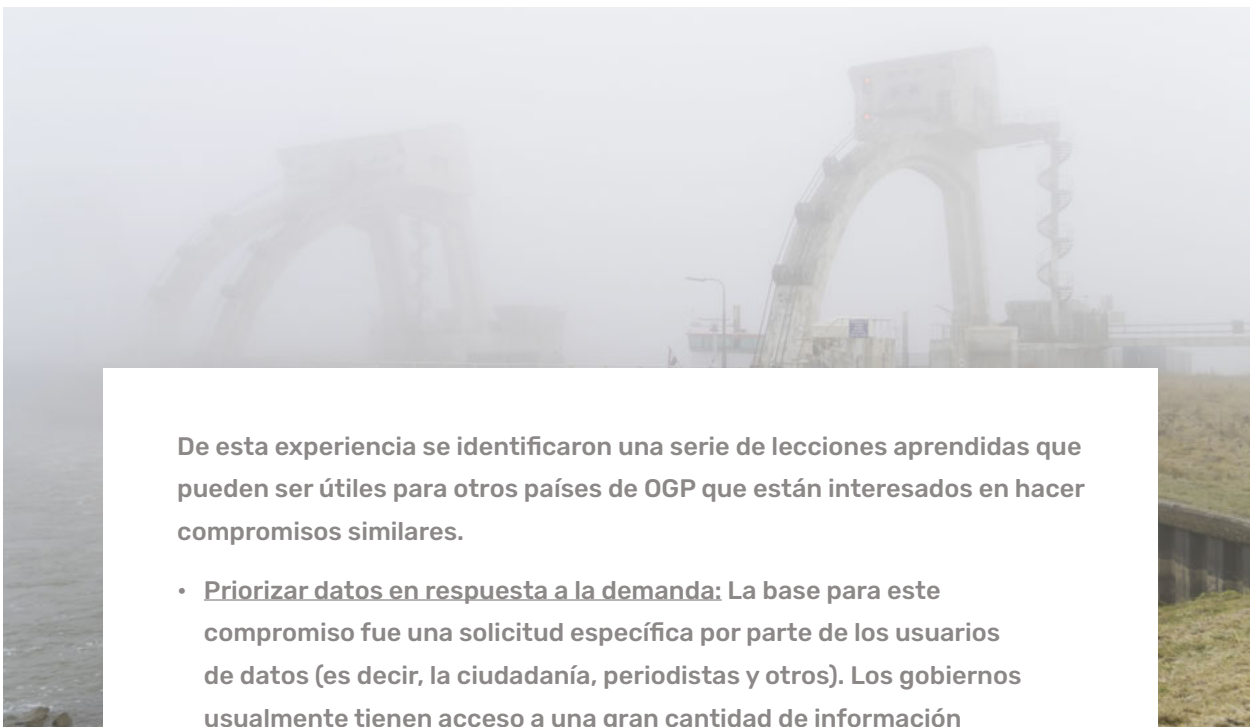 De esta experiencia se identificaron una serie de lecciones aprendidas que
pueden ser útiles para otros países de OGP que están interesados en hacer
compromisos similares.
• Priorizar datos en respuesta a la demanda: La base para este
compromiso fue una solicitud específica por parte de los usuarios
de datos (es decir, la ciudadanía, periodistas y otros). Los gobiernos
usualmente tienen acceso a una gran cantidad de información